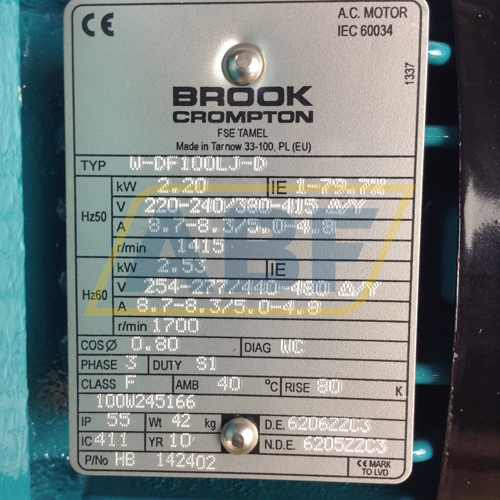 CE
A.C. MOTOR
IEC 60034
1337
BROOK
CROMPTON
FSE TAMEL
Made in Tarnow 33-100, PL (EU)
TYP W-DF100LJ-D
Hz50
kW 2.20 IE 1-79.7%
V 220-240/380-415 Δ/Y
A 8.7-8.3/5.0-4.8
r/min 1415
Hz60
kW 2.53 IE
V 254-277/440-480 Δ/Y
A 8.7-8.3/5.0-4.8
r/min 1700
COSØ 0.80 DIAG WC
PHASE 3 DUTY S1
CLASS F AMB 40 °C RISE 80 K
100W245166
IP 55 Wt 42 kg D.E. 6206ZZC3
IC 411 YR 10 N.D.E. 6205ZZC3
P/No HB 142402
CE MARK
TO LVD
ABF